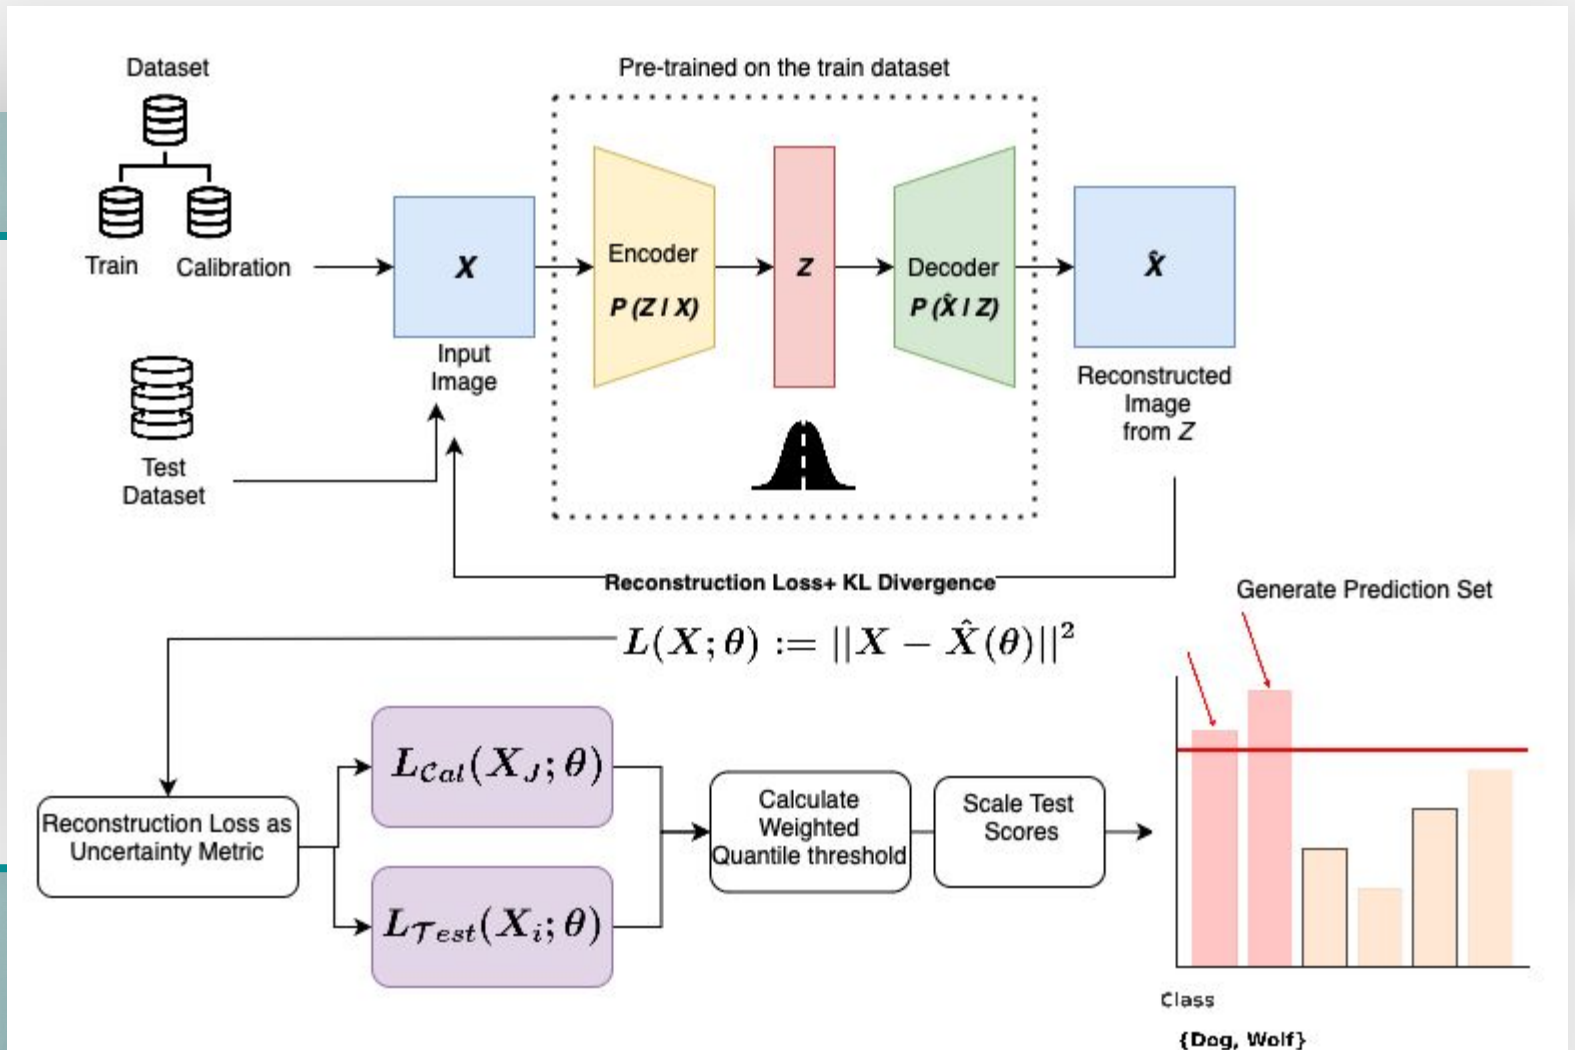 Dataset
Pre-trained on the train dataset
Train
Calibration
X
Encoder
P (Z | X)
Z
Decoder
P (X̂ | Z)
X̂
Input
Image
Reconstructed
Image
from Z
Test
Dataset
Reconstruction Loss+ KL Divergence
L(X; θ) := ||X − X̂(θ)||²
Generate Prediction Set
Reconstruction Loss as
Uncertainty Metric
L_Cal(X_J; θ)
L_Test(X_i; θ)
Calculate
Weighted
Quantile threshold
Scale Test
Scores
Class
{Dog, Wolf}